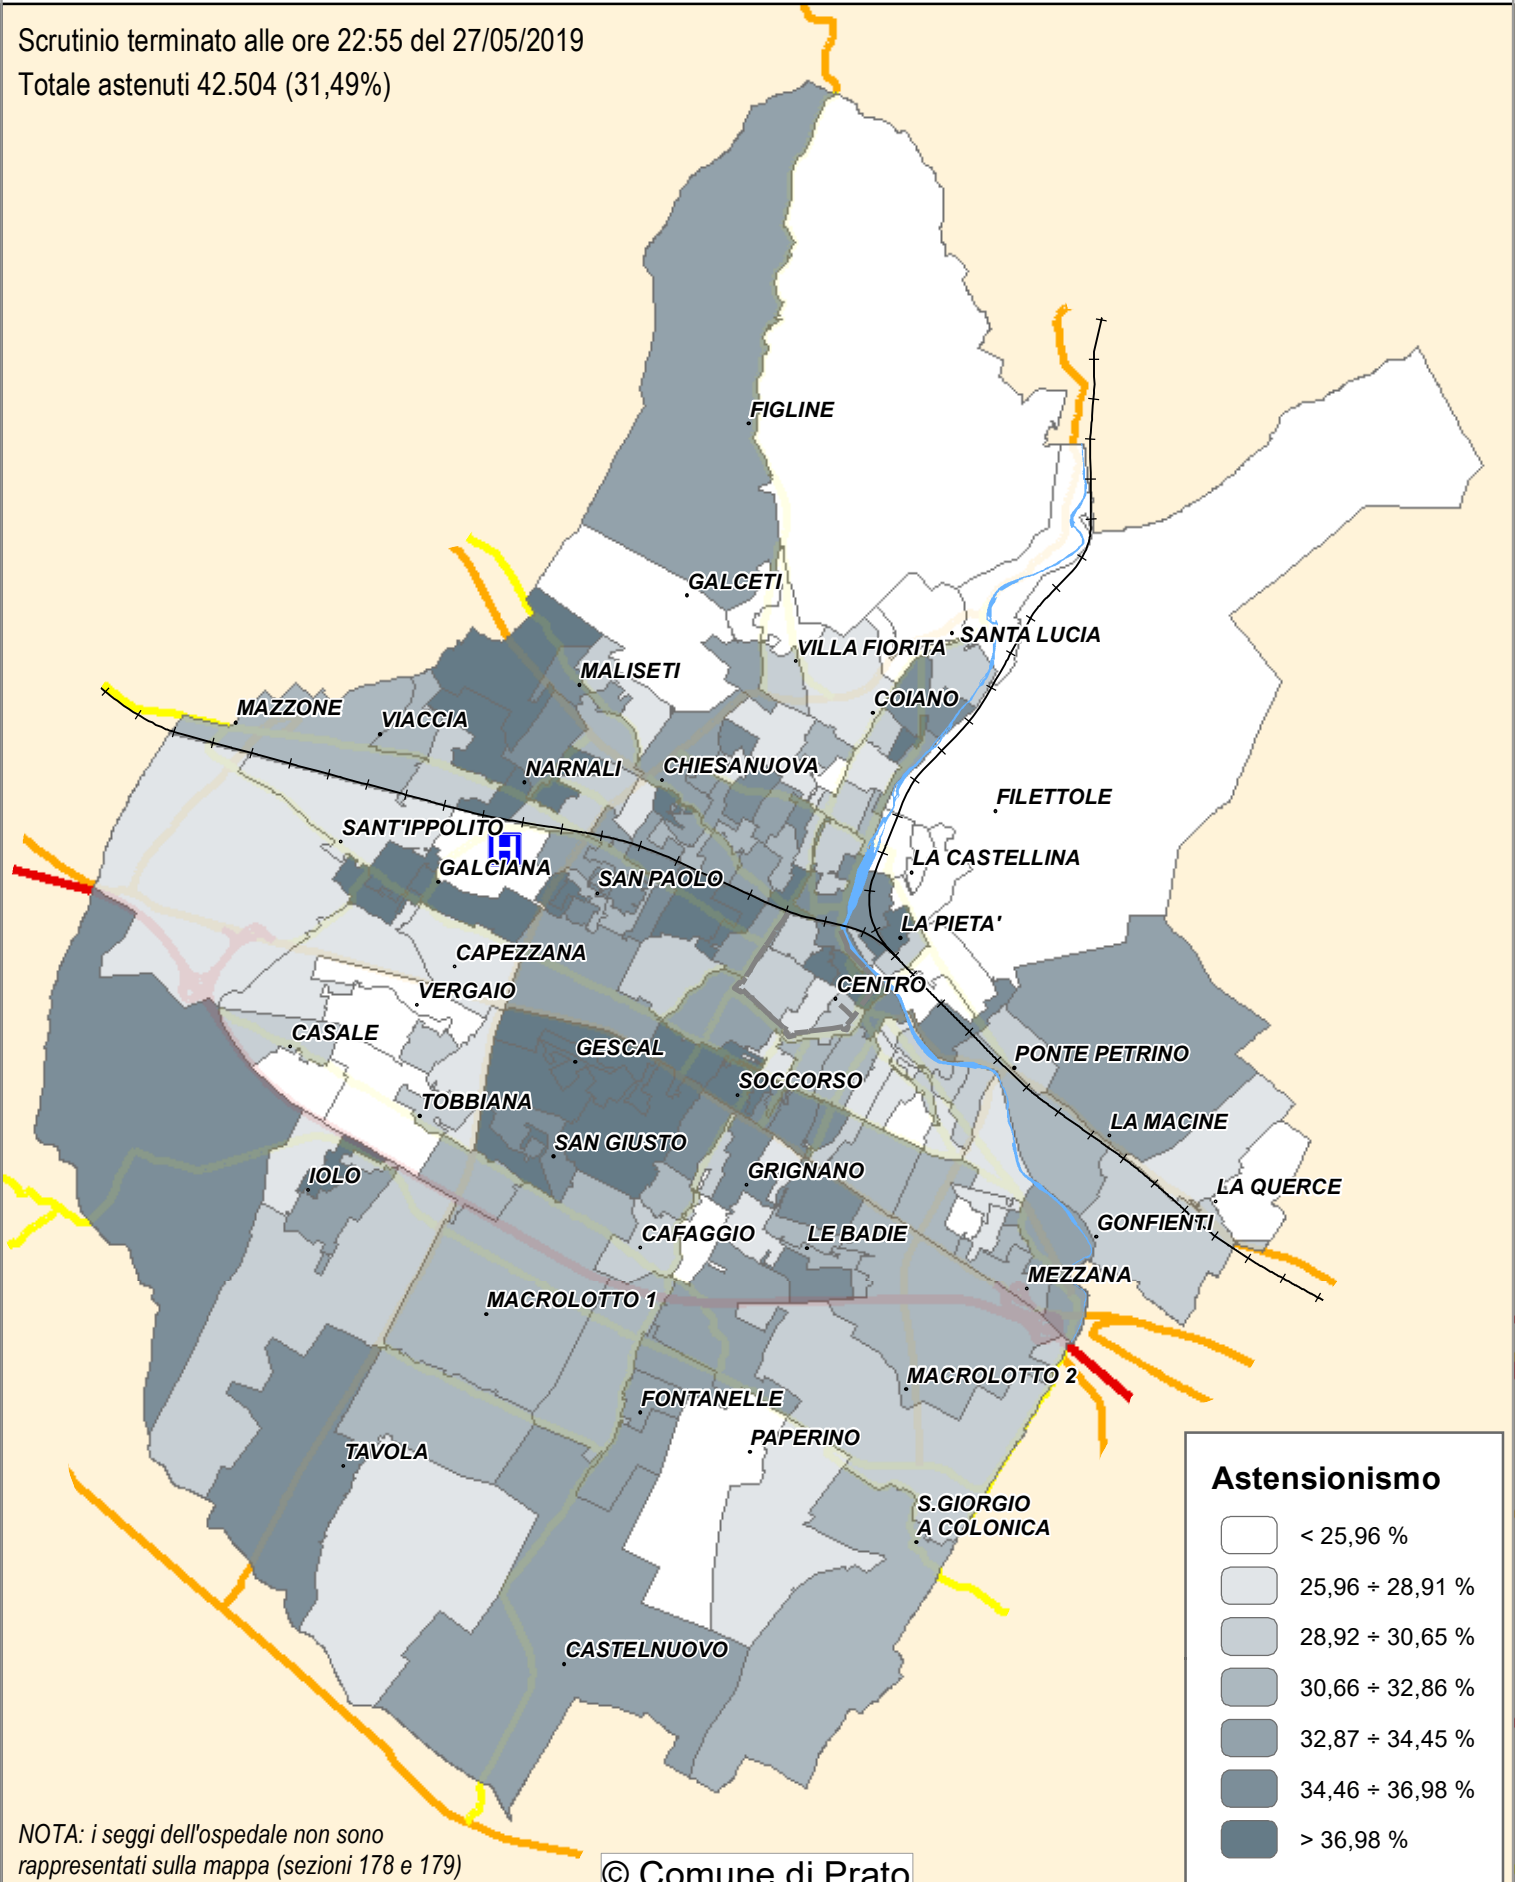 Scrutinio terminato alle ore 22:55 del 27/05/2019
Totale astenuti 42.504 (31,49%)
FIGLINE
GALCETI
SANTA LUCIA
VILLA FIORITA
MALISETI
COIANO
MAZZONE
VIACCIA
NARNALI
CHIESANUOVA
FILETTOLE
SANT'IPPOLITO
H
LA CASTELLINA
GALCIANA
SAN PAOLO
LA PIETA'
CAPEZZANA
CENTRO
VERGAIO
CASALE
GESCAL
PONTE PETRINO
SOCCORSO
TOBBIANA
LA MACINE
SAN GIUSTO
GRIGNANO
IOLO
LA QUERCE
GONFIENTI
CAFAGGIO
LE BADIE
MEZZANA
MACROLOTTO 1
MACROLOTTO 2
FONTANELLE
PAPERINO
TAVOLA
S.GIORGIO
A COLONICA
CASTELNUOVO
Astensionismo
< 25,96 %
25,96 ÷ 28,91 %
28,92 ÷ 30,65 %
30,66 ÷ 32,86 %
32,87 ÷ 34,45 %
34,46 ÷ 36,98 %
> 36,98 %
NOTA: i seggi dell'ospedale non sono
rappresentati sulla mappa (sezioni 178 e 179)
© Comune di Prato